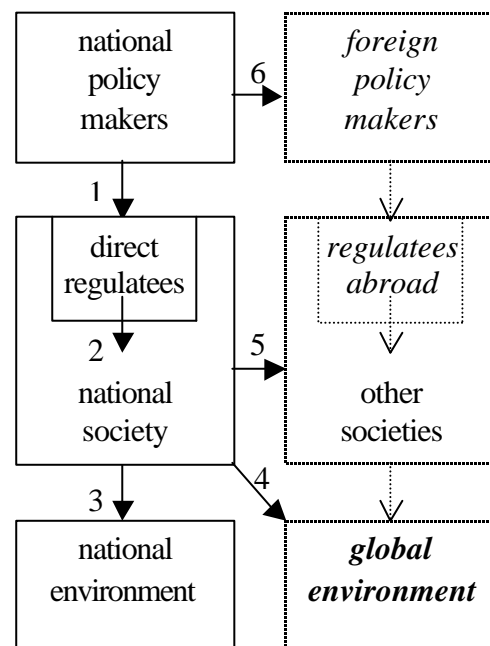 national
policy
makers
6
foreign
policy
makers
1
direct
regulatees
regulatees
abroad
2
5
national
society
other
societies
3
4
national
environment
global
environment